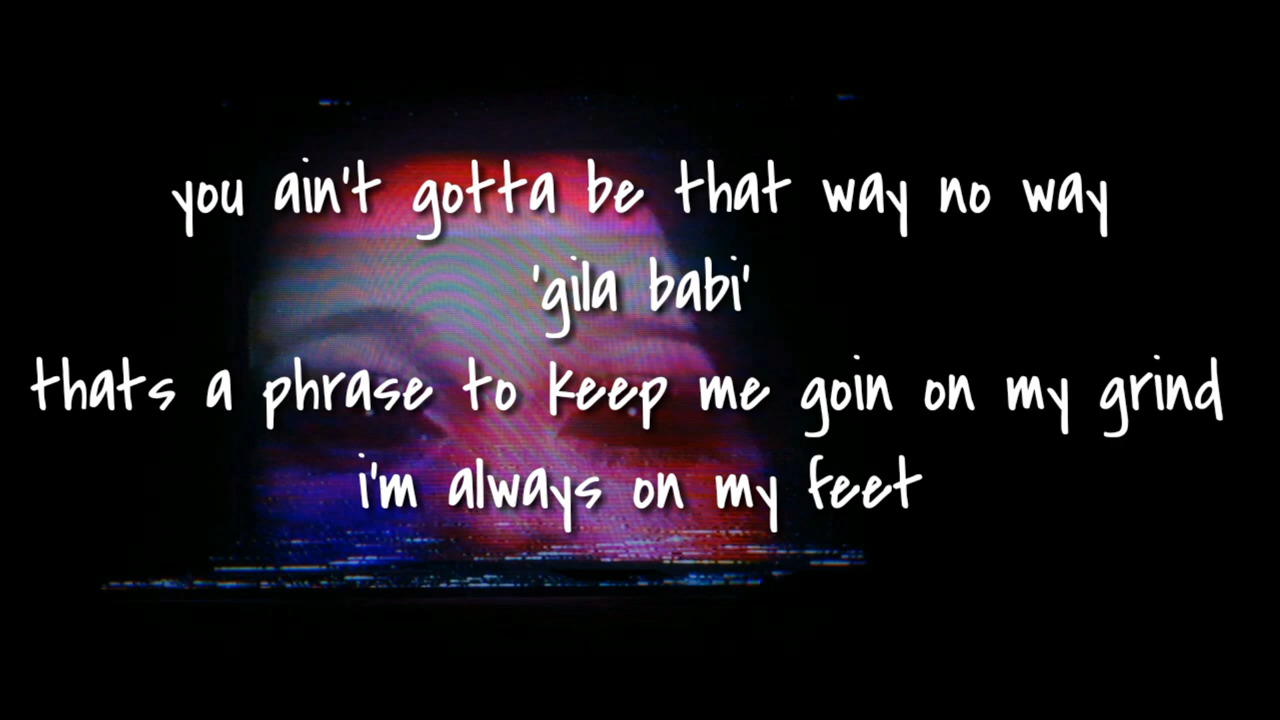 you ain't gotta be that way no way
'gila babi'
thats a phrase to keep me goin on my grind
i'm always on my feet